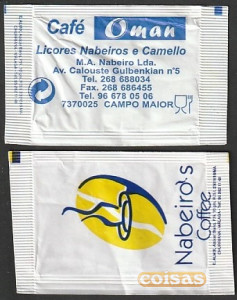 Café Oman
Licores Nabeiros e Camello
M.A. Nabeiro Lda.
Av. Calouste Gulbenkian nº5
Tel. 268 688034
Fax. 268 686455
Tel. 96 678 05 06
7370025 CAMPO MAIOR
Nabeiro's
Coffee
coisas